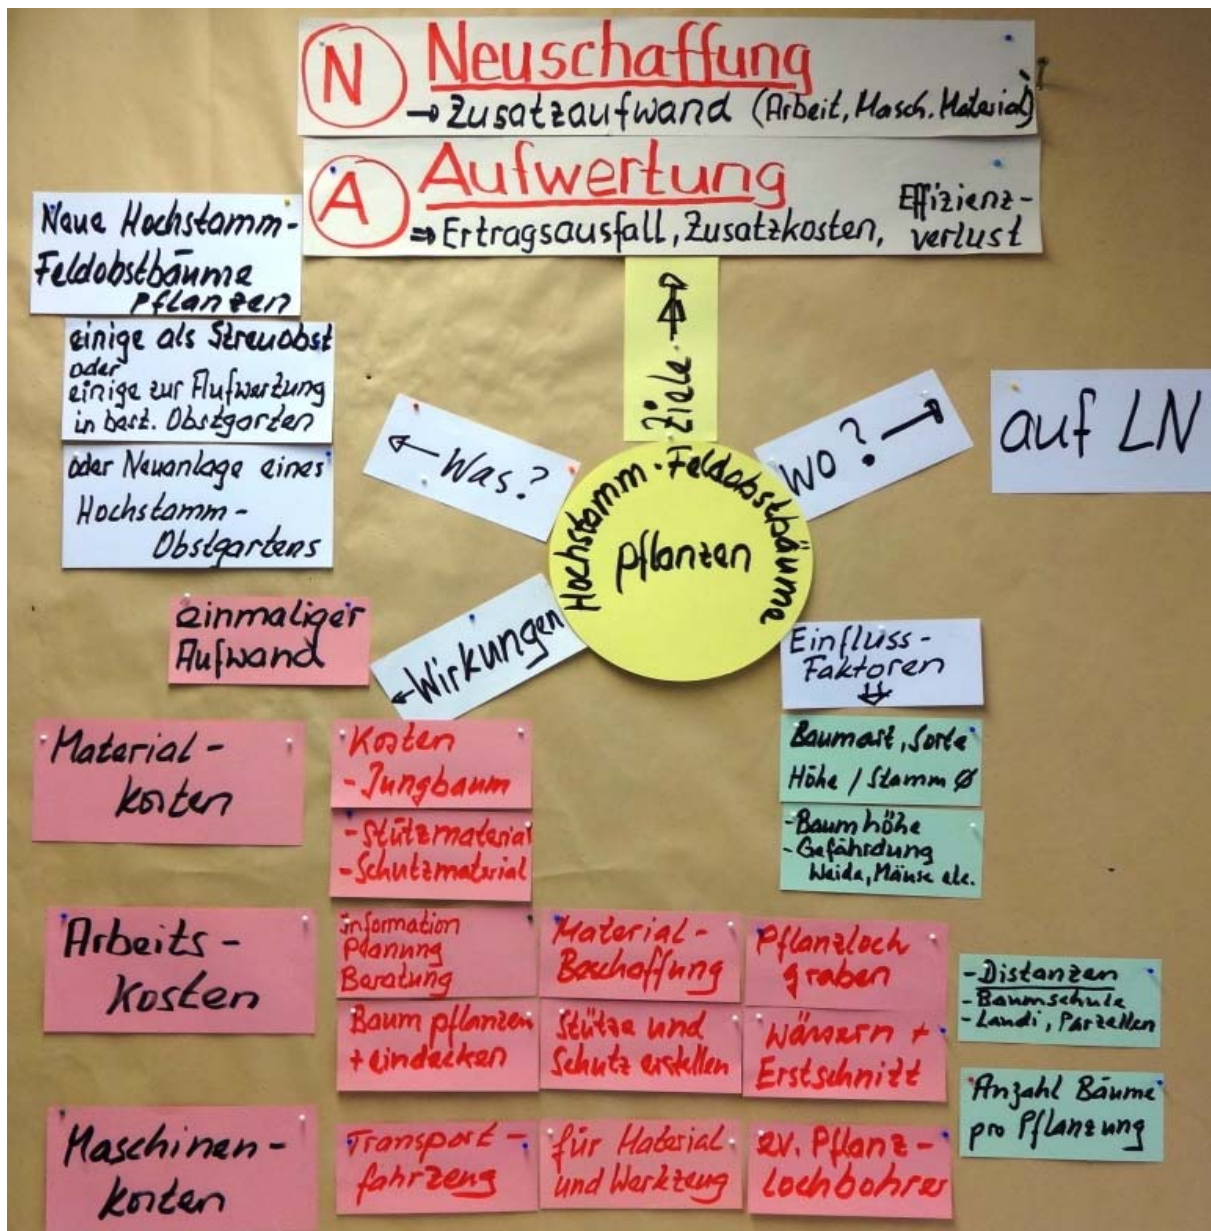 N Neuschaffung
→ Zusatzaufwand (Arbeit, Masch. Material)
A Aufwertung
⇒ Ertragsausfall, Zusatzkosten, Effizienz-
verlust
Neue Hochstamm-
Feldobstbäume
pflanzen
einige als Streuobst
oder
einige zur Aufwertung
in best. Obstgarten
oder Neuanlage eines
Hochstamm-
Obstgartens
Ziele
← Was?
Wo? →
auf LN
Hochstamm-Feldobstbäume
pflanzen
← Wirkungen
einmaliger
Aufwand
Einfluss-
Faktoren
Material-
kosten
Kosten
- Jungbaum
- Stützmaterial
- Schutzmaterial
Baumart, Sorte
Höhe / Stamm Ø
- Baumhöhe
- Gefährdung
Weide, Mäuse etc.
Arbeits-
kosten
Information
Planung
Beratung
Material-
Beschaffung
Pflanzloch
graben
Baum pflanzen
+ eindecken
Stütze und
Schutz erstellen
Wässern +
Erstschnitt
- Distanzen
- Baumschule
- Landi, Parzellen
Anzahl Bäume
pro Pflanzung
Maschinen-
kosten
Transport-
fahrzeug
für Material
und Werkzeug
ev. Pflanz-
lochbohrer